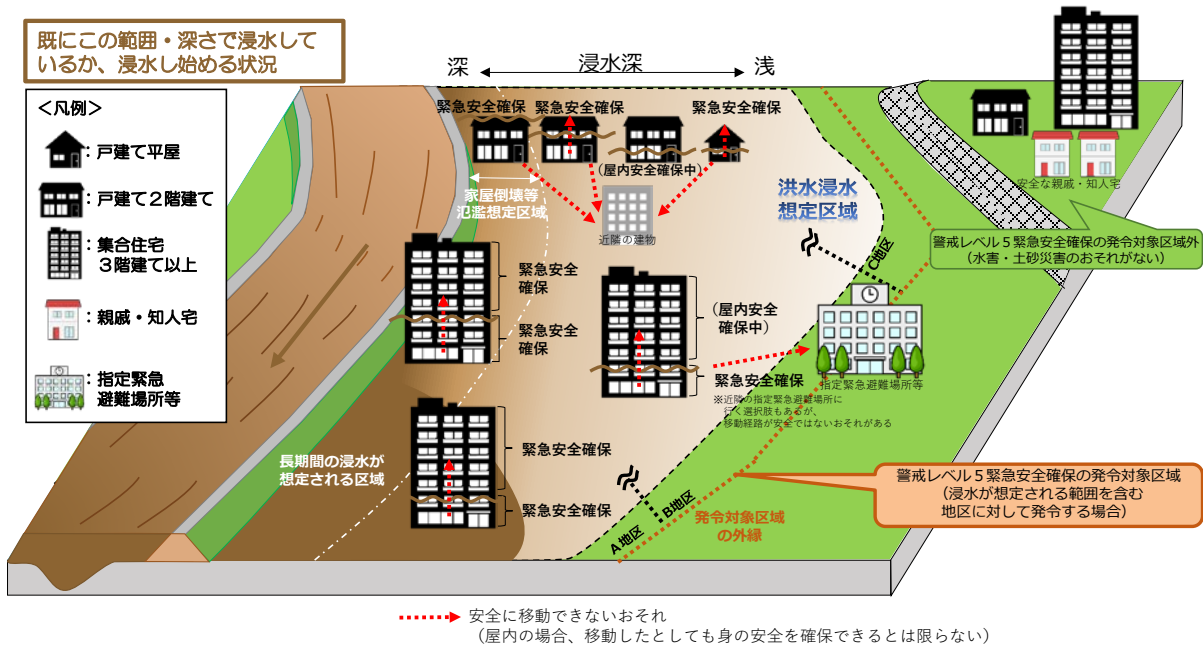 既にこの範囲・深さで浸水して
いるか、浸水し始める状況
＜凡例＞
：戸建て平屋
：戸建て２階建て
：集合住宅
３階建て以上
：親戚・知人宅
：指定緊急
避難場所等
深
浸水深
浅
緊急安全確保
緊急安全確保
緊急安全確保
（屋内安全確保中）
家屋倒壊等
氾濫想定区域
近隣の建物
洪水浸水
想定区域
安全な親戚・知人宅
警戒レベル５緊急安全確保の発令対象区域外
（水害・土砂災害のおそれがない）
C地区
緊急安全
確保
緊急安全
確保
（屋内安全
確保中）
緊急安全確保
※近隣の指定緊急避難場所に
行く選択肢もあるが、
移動経路が安全ではないおそれがある
指定緊急避難場所等
長期間の浸水が
想定される区域
緊急安全確保
緊急安全確保
A地区
B地区
発令対象区域
の外縁
警戒レベル５緊急安全確保の発令対象区域
（浸水が想定される範囲を含む
地区に対して発令する場合）
安全に移動できないおそれ
（屋内の場合、移動したとしても身の安全を確保できるとは限らない）